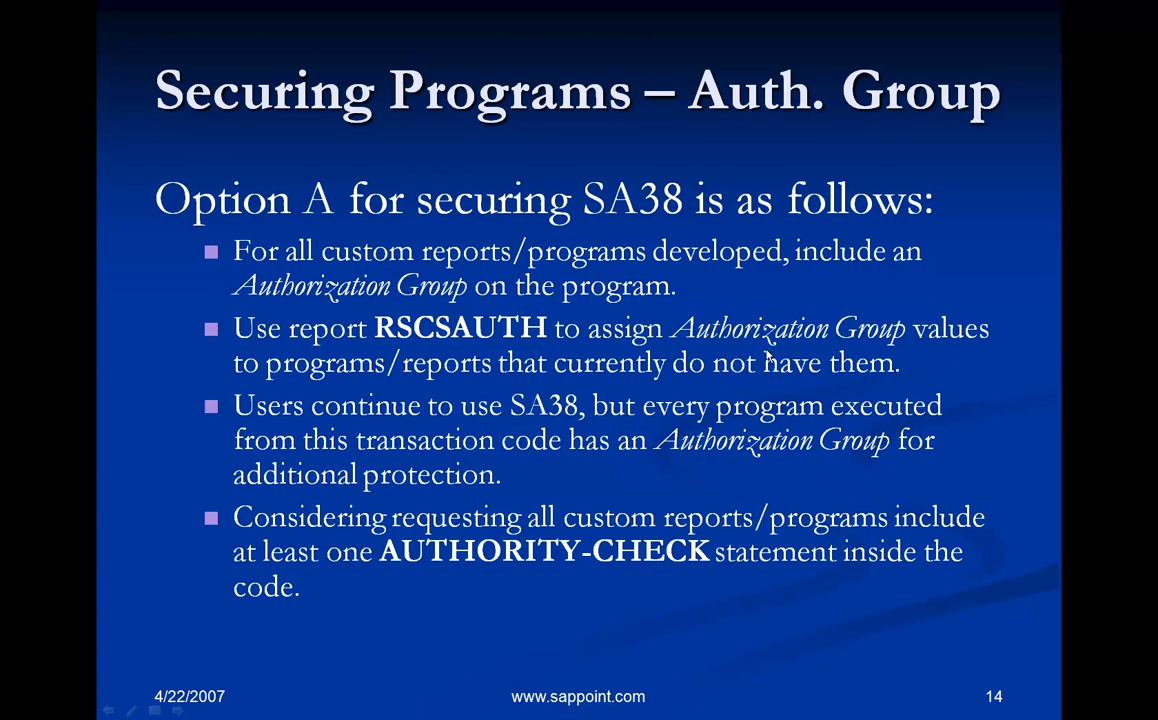 Securing Programs – Auth. Group
Option A for securing SA38 is as follows:
For all custom reports/programs developed, include an
Authorization Group on the program.
Use report RSCSAUTH to assign Authorization Group values
to programs/reports that currently do not have them.
Users continue to use SA38, but every program executed
from this transaction code has an Authorization Group for
additional protection.
Considering requesting all custom reports/programs include
at least one AUTHORITY-CHECK statement inside the
code.
4/22/2007
www.sappoint.com
14